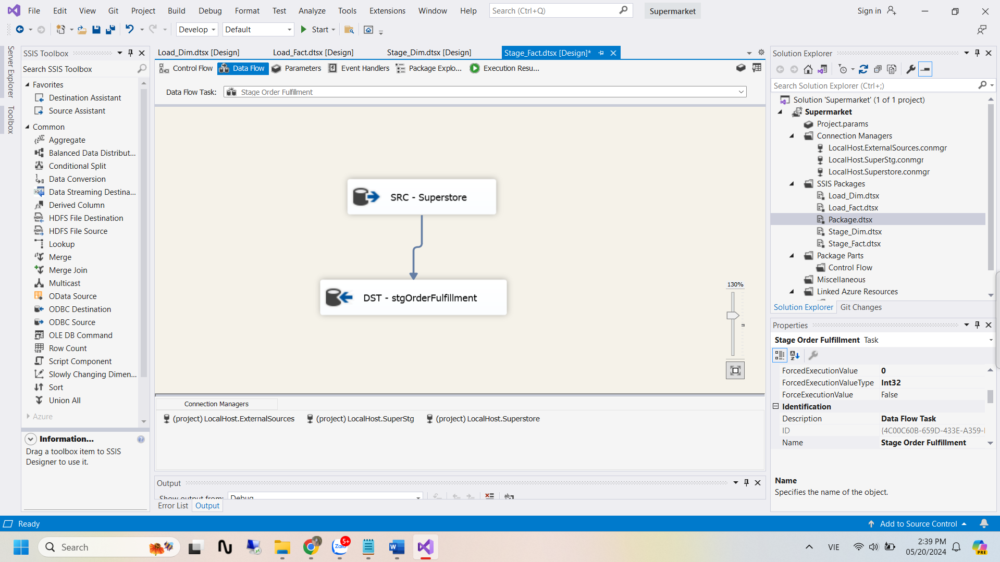 File Edit View Git Project Build Debug Format Test Analyze Tools Extensions Window Help Search (Ctrl+Q) Supermarket Sign in
Develop Default Start
Server Explorer
Toolbox
SSIS Toolbox
Search SSIS Toolbox
Favorites
Destination Assistant
Source Assistant
Common
Aggregate
Balanced Data Distribut...
Conditional Split
Data Conversion
Data Streaming Destina...
Derived Column
HDFS File Destination
HDFS File Source
Lookup
Merge
Merge Join
Multicast
OData Source
ODBC Destination
ODBC Source
OLE DB Command
Row Count
Script Component
Slowly Changing Dimen...
Sort
Union All
Azure
Information...
Drag a toolbox item to SSIS
Designer to use it.
Load_Dim.dtsx [Design] Load_Fact.dtsx [Design] Stage_Dim.dtsx [Design] Stage_Fact.dtsx [Design]*
Control Flow Data Flow Parameters Event Handlers Package Explo... Execution Resu...
Data Flow Task: Stage Order Fulfillment
SRC - Superstore
DST - stgOrderFulfillment
130%
Connection Managers
(project) LocalHost.ExternalSources (project) LocalHost.SuperStg (project) LocalHost.Superstore
Output
Show output from: Debug
Error List Output
Solution Explorer
Search Solution Explorer (Ctrl+;)
Solution 'Supermarket' (1 of 1 project)
Supermarket
Project.params
Connection Managers
LocalHost.ExternalSources.conmgr
LocalHost.SuperStg.conmgr
LocalHost.Superstore.conmgr
SSIS Packages
Load_Dim.dtsx
Load_Fact.dtsx
Package.dtsx
Stage_Dim.dtsx
Stage_Fact.dtsx
Package Parts
Control Flow
Miscellaneous
Linked Azure Resources
Solution Explorer Git Changes
Properties
Stage Order Fulfillment Task
ForcedExecutionValue 0
ForcedExecutionValueType Int32
ForceExecutionValue False
Identification
Description Data Flow Task
ID {4C00C60B-659D-433E-A359-
Name Stage Order Fulfillment
Name
Specifies the name of the object.
Ready Add to Source Control
Search Zalo 5+ W VIE 2:39 PM
05/20/2024 PRE